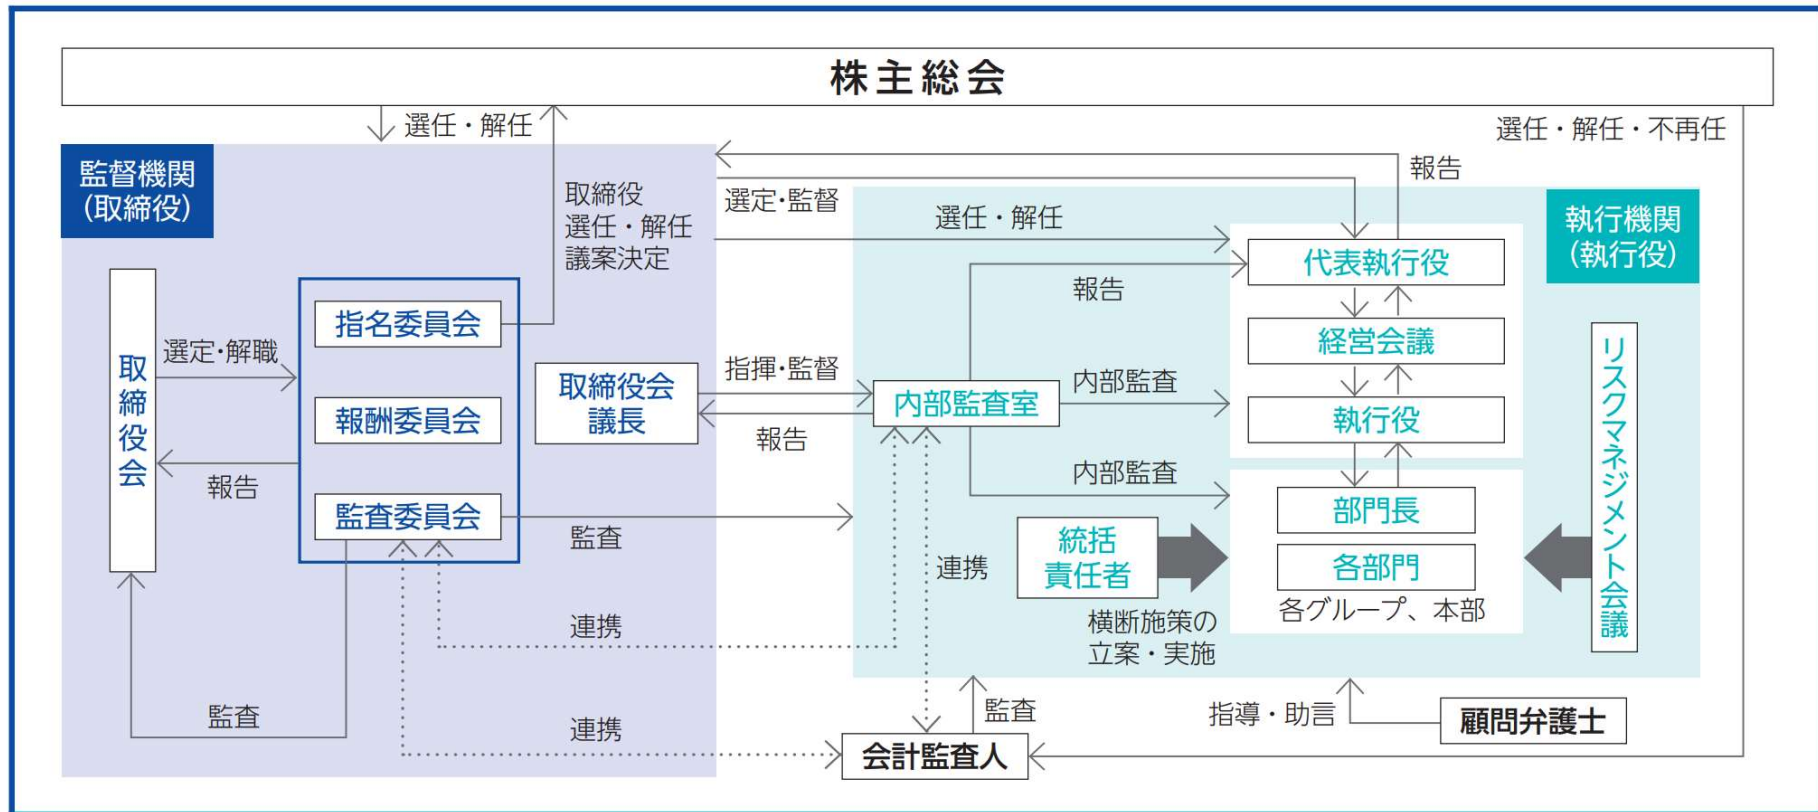 株主総会
選任・解任
選任・解任・不再任
監督機関
（取締役）
取締役
選任・解任
議案決定
報告
選定・監督
選任・解任
執行機関
（執行役）
代表執行役
報告
指名委員会
経営会議
選定・解職
取締役会
取締役会
議長
指揮・監督
内部監査室
内部監査
報酬委員会
執行役
報告
報告
内部監査
監査委員会
監査
部門長
リスクマネジメント会議
統括
責任者
連携
各部門
各グループ、本部
横断施策の
立案・実施
連携
監査
連携
監査
指導・助言
顧問弁護士
会計監査人